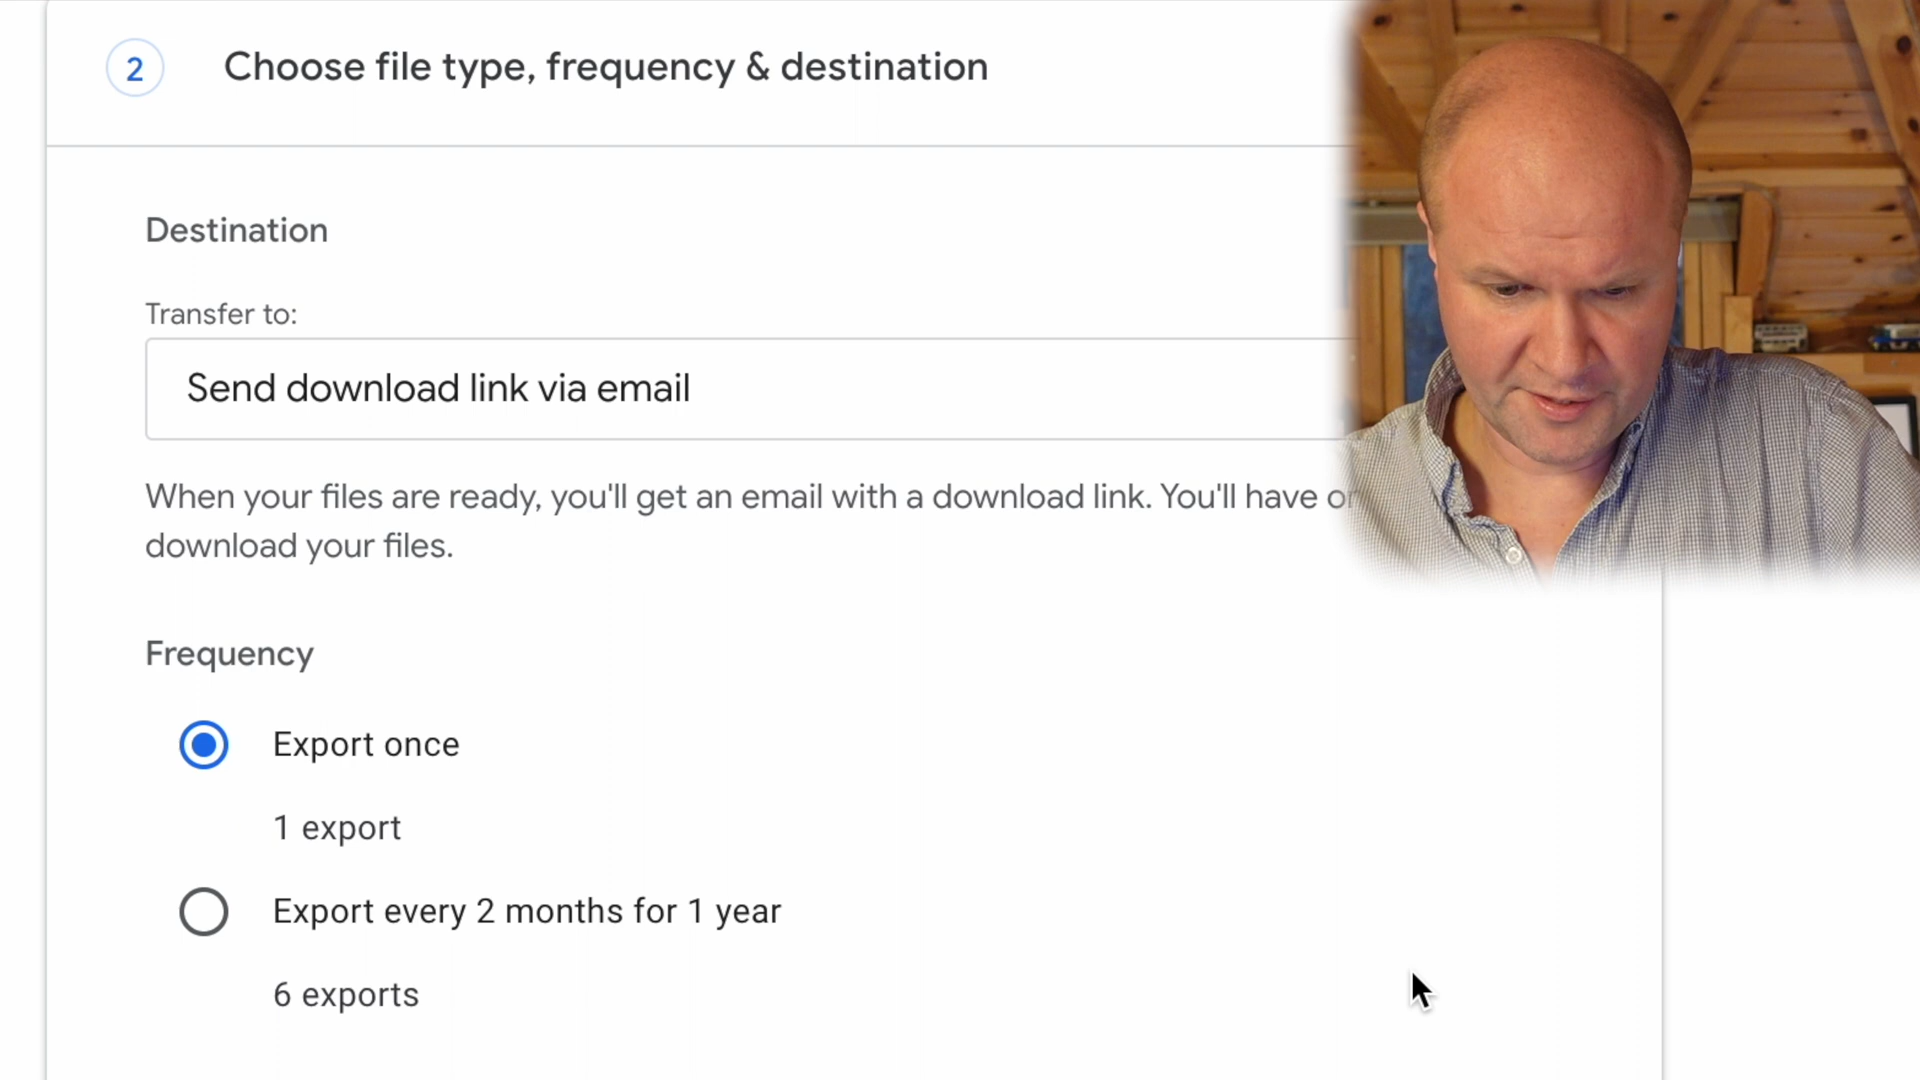 2
Choose file type, frequency & destination
Destination
Transfer to:
Send download link via email
When your files are ready, you'll get an email with a download link. You'll have
download your files.
Frequency
Export once
1 export
Export every 2 months for 1 year
6 exports